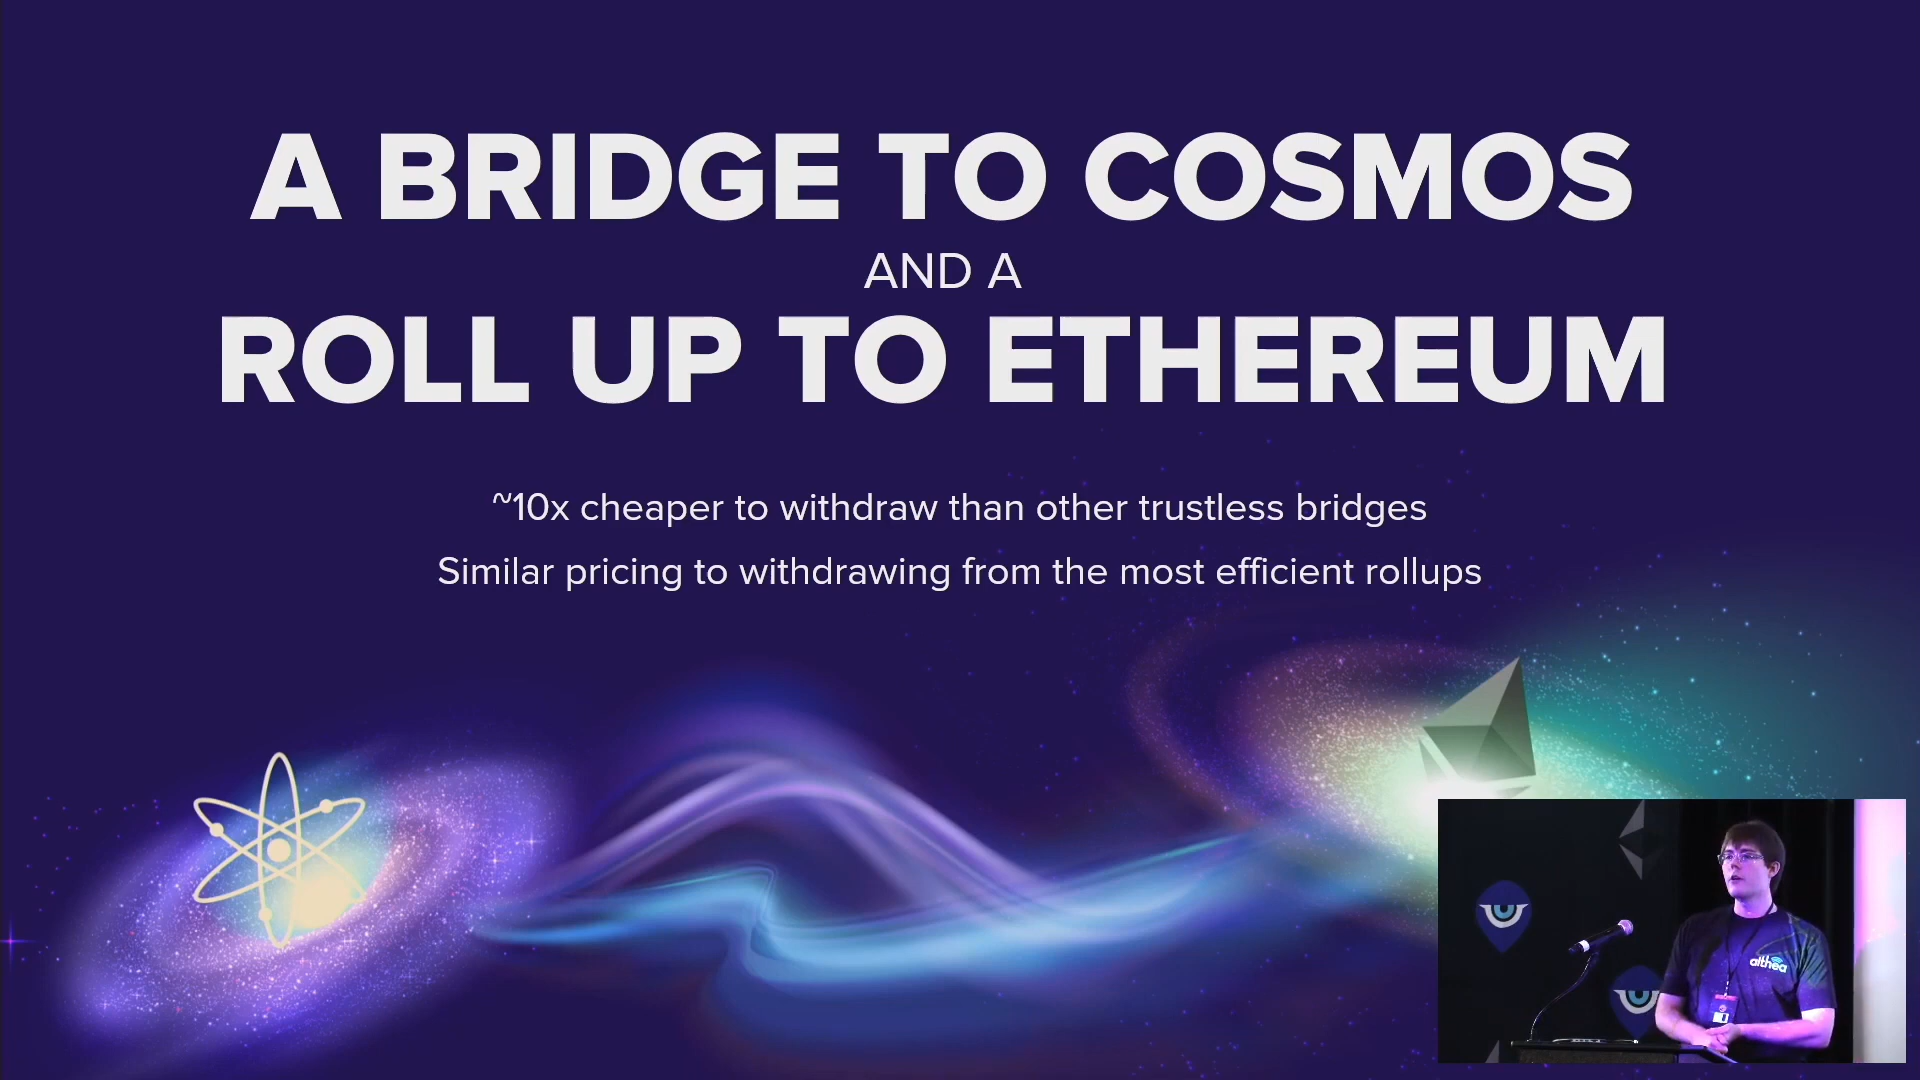 A BRIDGE TO COSMOS
AND A
ROLL UP TO ETHEREUM
~10x cheaper to withdraw than other trustless bridges
Similar pricing to withdrawing from the most efficient rollups
althea